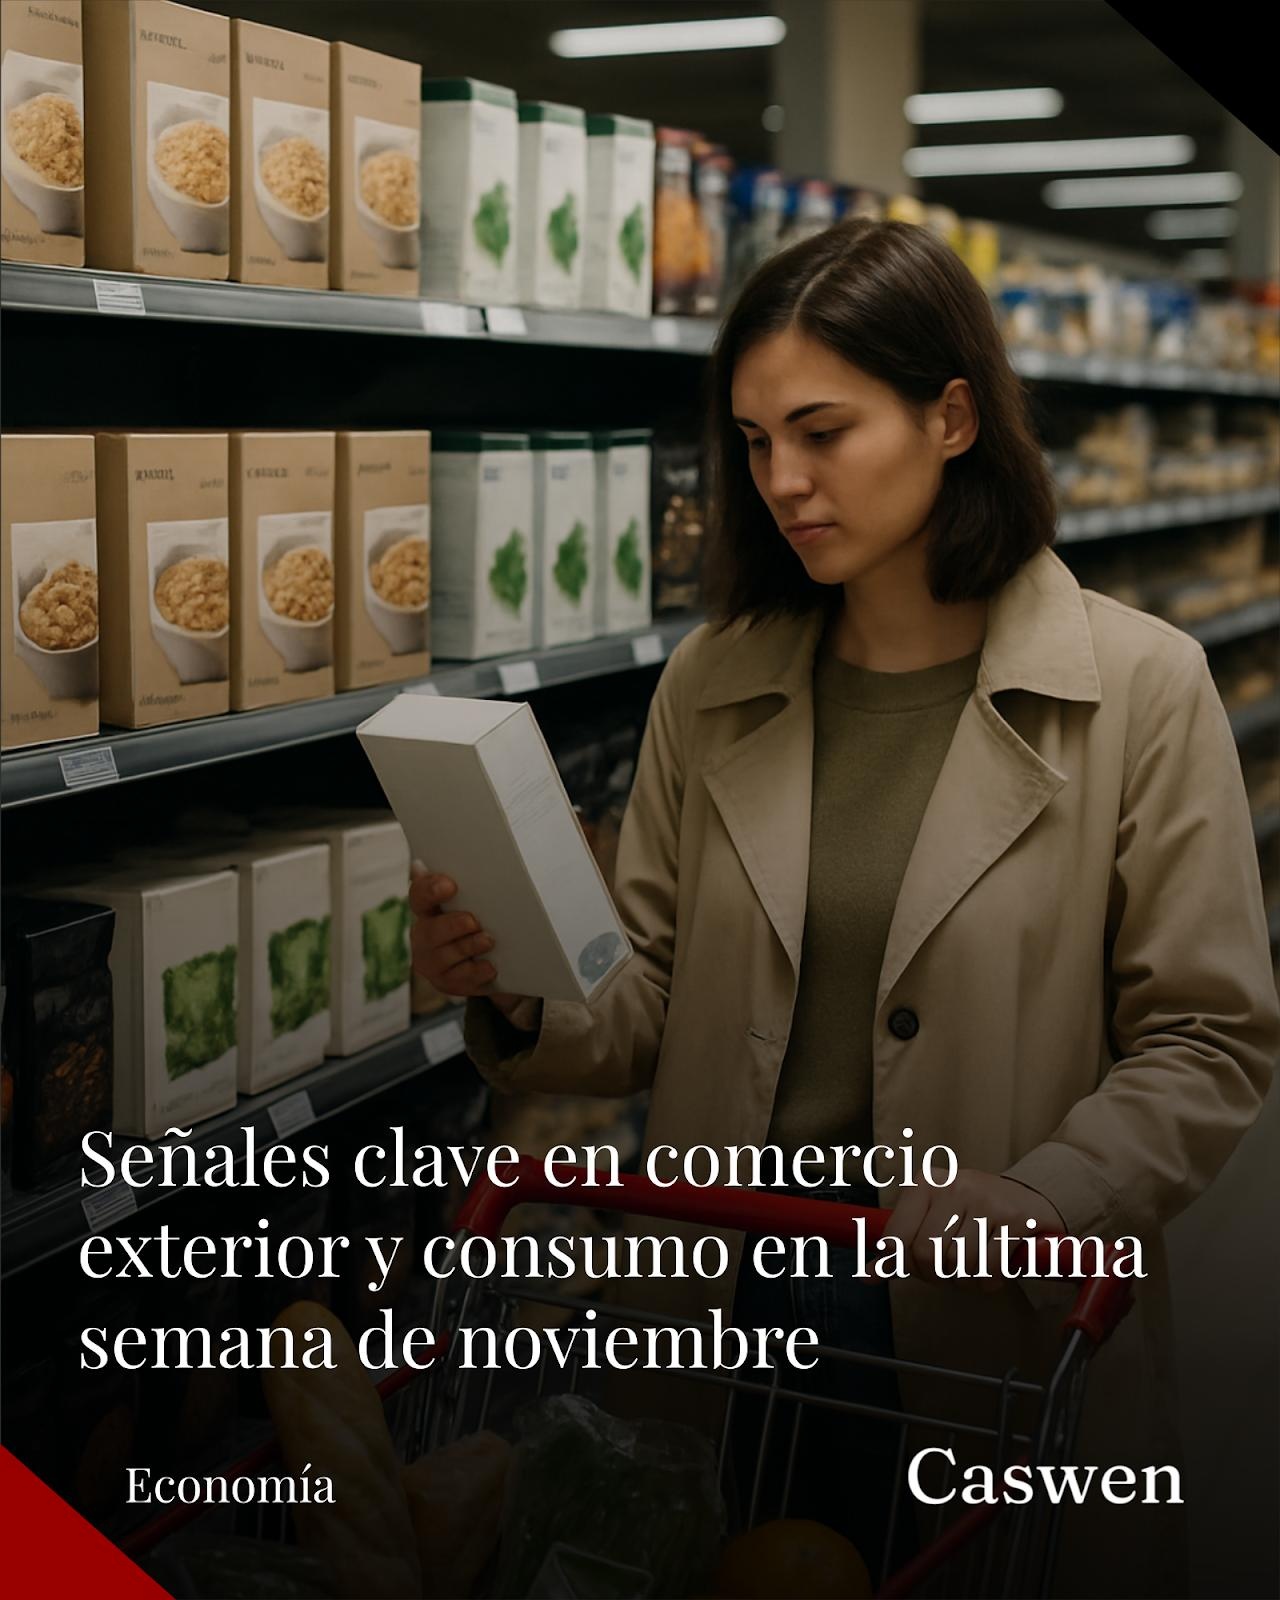 Señales clave en comercio
exterior y consumo en la última
semana de noviembre
Economía
Caswen